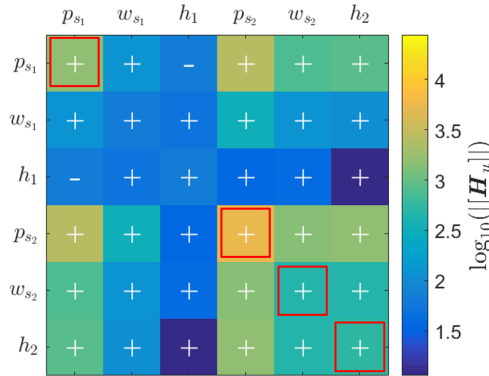 p_{s_1} w_{s_1} h_1 p_{s_2} w_{s_2} h_2
p_{s_1} + + - + + +
w_{s_1} + + + + + +
h_1 - + + + + +
p_{s_2} + + + + + +
w_{s_2} + + + + + +
h_2 + + + + + +
4
3.5
3
2.5
2
1.5
log_{10}(||[H_u]||)